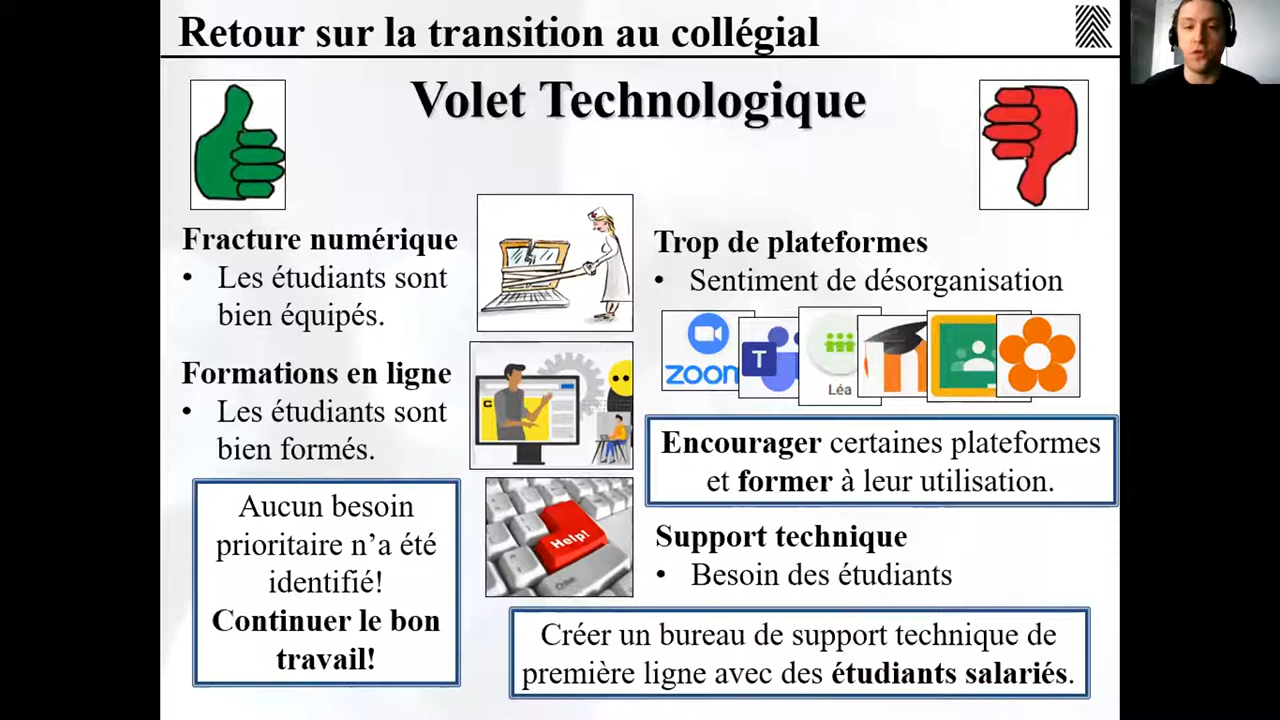 Retour sur la transition au collégial
Volet Technologique
Fracture numérique
• Les étudiants sont
bien équipés.
Formations en ligne
• Les étudiants sont
bien formés.
Aucun besoin
prioritaire n’a été
identifié!
Continuer le bon
travail!
Help!
Trop de plateformes
• Sentiment de désorganisation
zoom
T
Léa
Encourager certaines plateformes
et former à leur utilisation.
Support technique
• Besoin des étudiants
Créer un bureau de support technique de
première ligne avec des étudiants salariés.